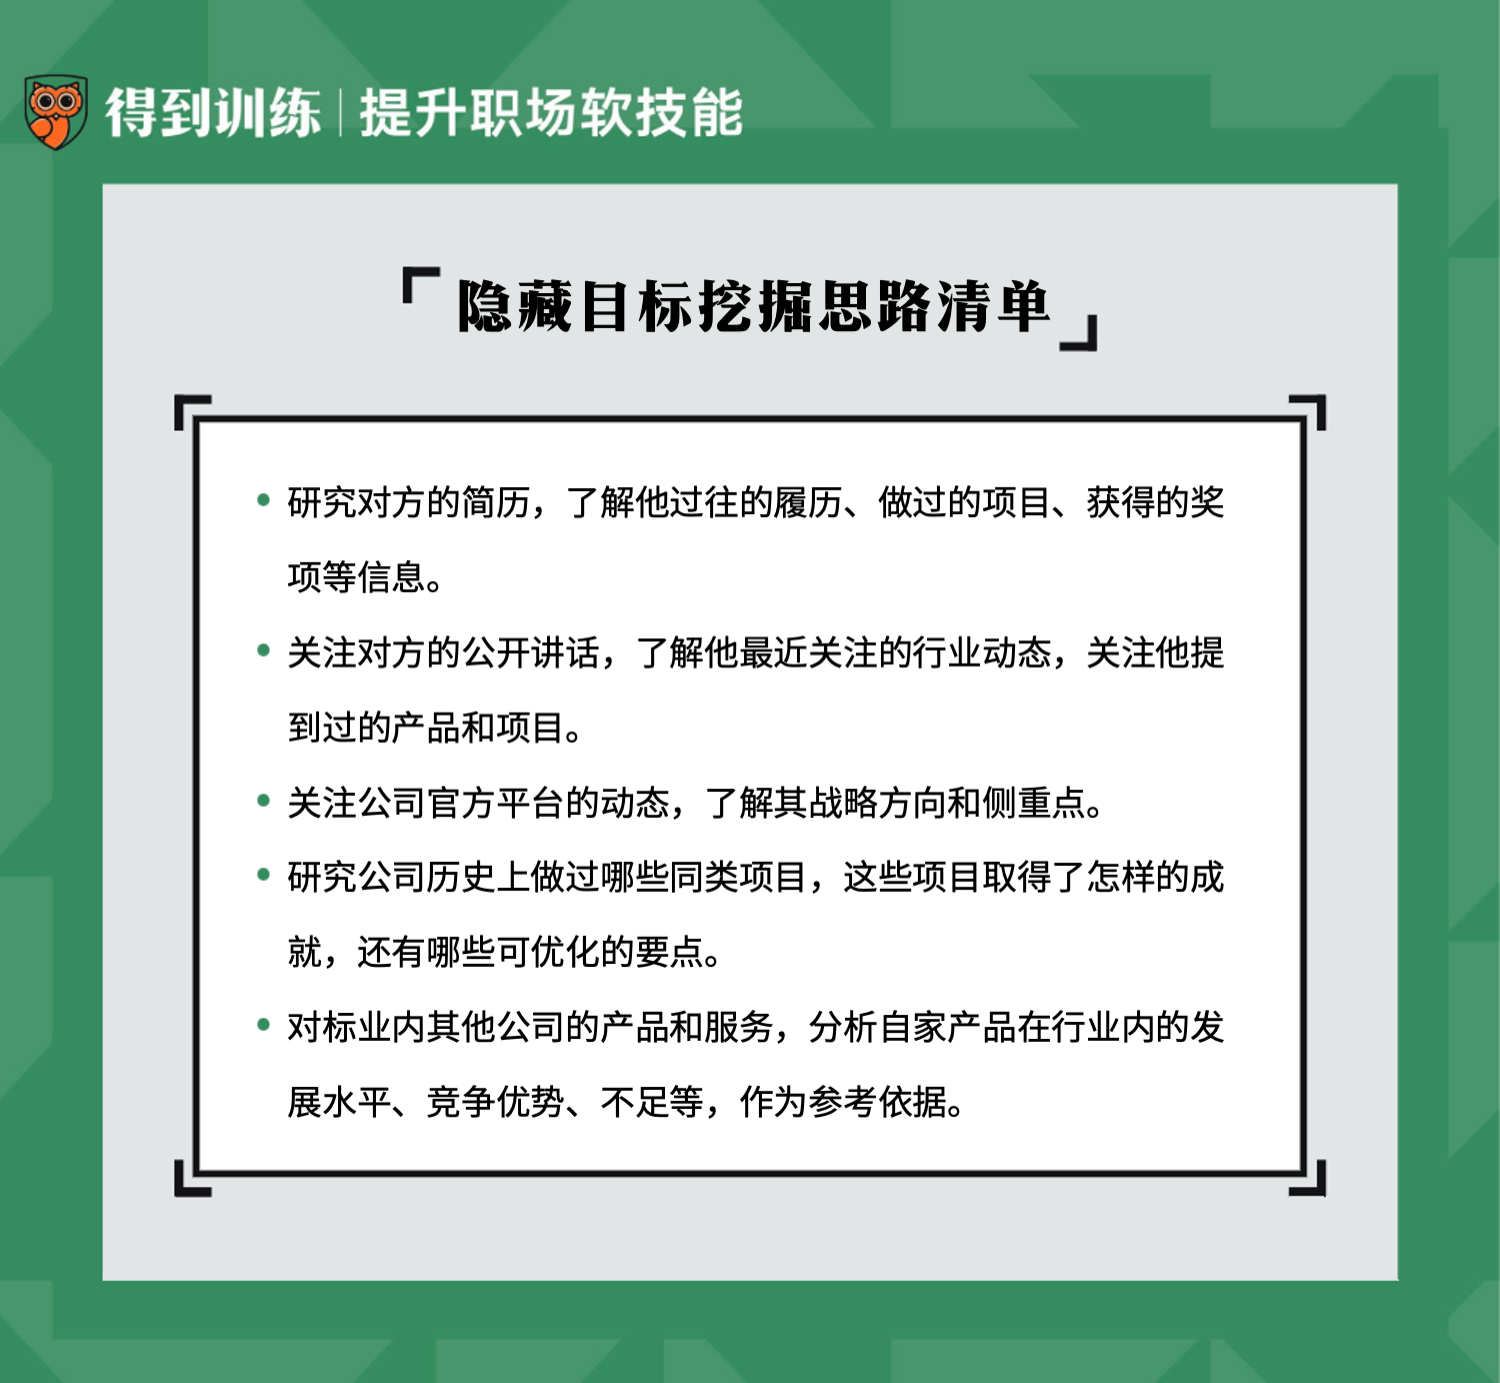 得到训练 | 提升职场软技能
「隐藏目标挖掘思路清单」
• 研究对方的简历，了解他过往的履历、做过的项目、获得的奖
项等信息。
• 关注对方的公开讲话，了解他最近关注的行业动态，关注他提
到过的产品和项目。
• 关注公司官方平台的动态，了解其战略方向和侧重点。
• 研究公司历史上做过哪些同类项目，这些项目取得了怎样的成
就，还有哪些可优化的要点。
• 对标业内其他公司的产品和服务，分析自家产品在行业内的发
展水平、竞争优势、不足等，作为参考依据。